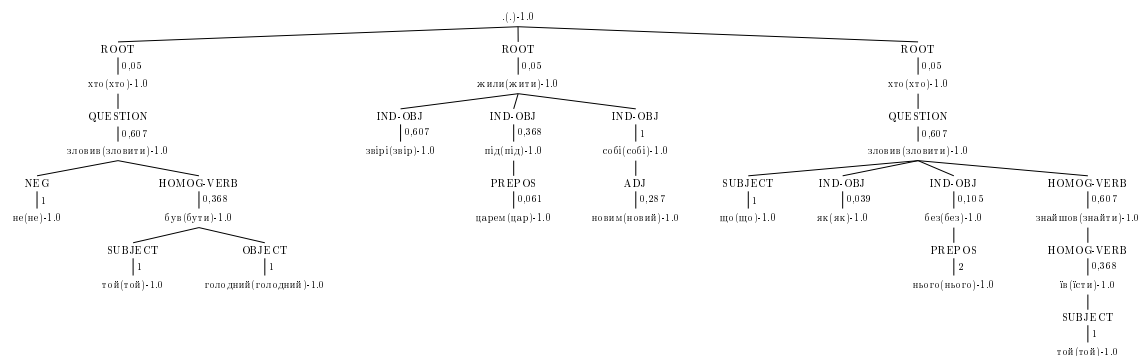 .(.)-1.0
ROOT ROOT ROOT
0,05 0,05 0,05
хто(хто)-1.0 жили(жити)-1.0 хто(хто)-1.0
QUESTION IND-OBJ IND-OBJ IND-OBJ QUESTION
0,607 0,607 0,368 1 0,607
зловив(зловити)-1.0 звірі(звір)-1.0 під(під)-1.0 собі(собі)-1.0 зловив(зловити)-1.0
NEG HOMOG-VERB PREPOS ADJ SUBJECT IND-OBJ IND-OBJ HOMOG-VERB
1 0,368 0,061 0,287 1 0,039 0,105 0,607
не(не)-1.0 був(бути)-1.0 царем(цар)-1.0 новим(новий)-1.0 що(що)-1.0 як(як)-1.0 без(без)-1.0 знайшов(знайти)-1.0
SUBJECT OBJECT PREPOS HOMOG-VERB
1 1 2 0,368
той(той)-1.0 голодний(голодний)-1.0 нього(нього)-1.0 їв(їсти)-1.0
SUBJECT
1
той(той)-1.0